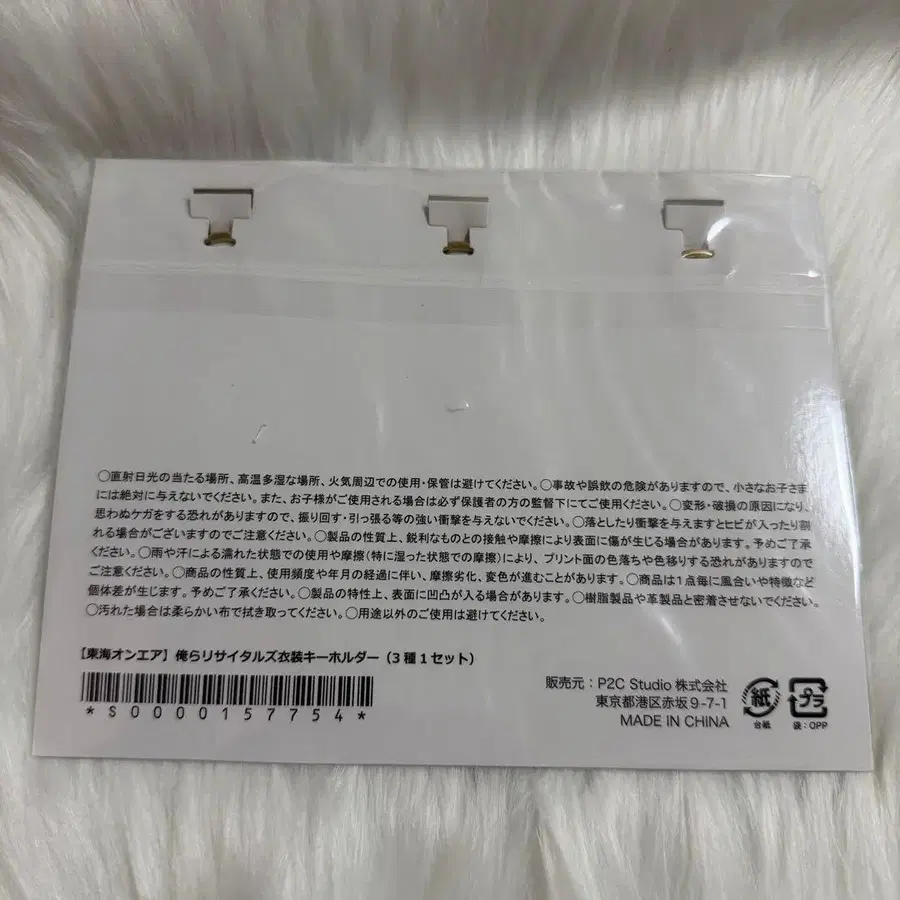 ○直射日光の当たる場所、高温多湿な場所、火気周辺での使用・保管は避けてください。○事故や誤飲の危険がありますので、小さなお子さま
には絶対に与えないでください。また、お子様がご使用される場合は必ず保護者の方の監督下にてご使用ください。○変形・破損の原因になり、
思わぬケガをする恐れがありますので、振り回す・引っ張る等の強い衝撃を与えないでください。○落としたり衝撃を与えますとヒビが入ったり割
れる場合がございますのでご注意ください。○製品の性質上、鋭利なものとの接触や摩擦により表面に傷が生じる場合があります。予めご了承
ください。○雨や汗による濡れた状態での使用や摩擦(特に湿った状態での摩擦)により、プリント面の色落ちや色移りする恐れがありますので
ご注意ください。○商品の性質上、使用頻度や年月の経過に伴い、摩擦劣化、変色が進むことがあります。○商品は1点毎に風合いや特徴など
個体差が生じます。予めご了承ください。○製品の特性上、表面に凹凸が入る場合があります。○樹脂製品や革製品と密着させないでください。
○汚れた場合は柔らかい布で拭き取ってください。○用途以外のご使用は避けてください。
【東海オンエア】俺らリサイタルズ衣装キーホルダー（3種1セット）
*S0000157754*
販売元：P2C Studio 株式会社
東京都港区赤坂9-7-1
MADE IN CHINA
紙
台紙
プラ
袋：OPP